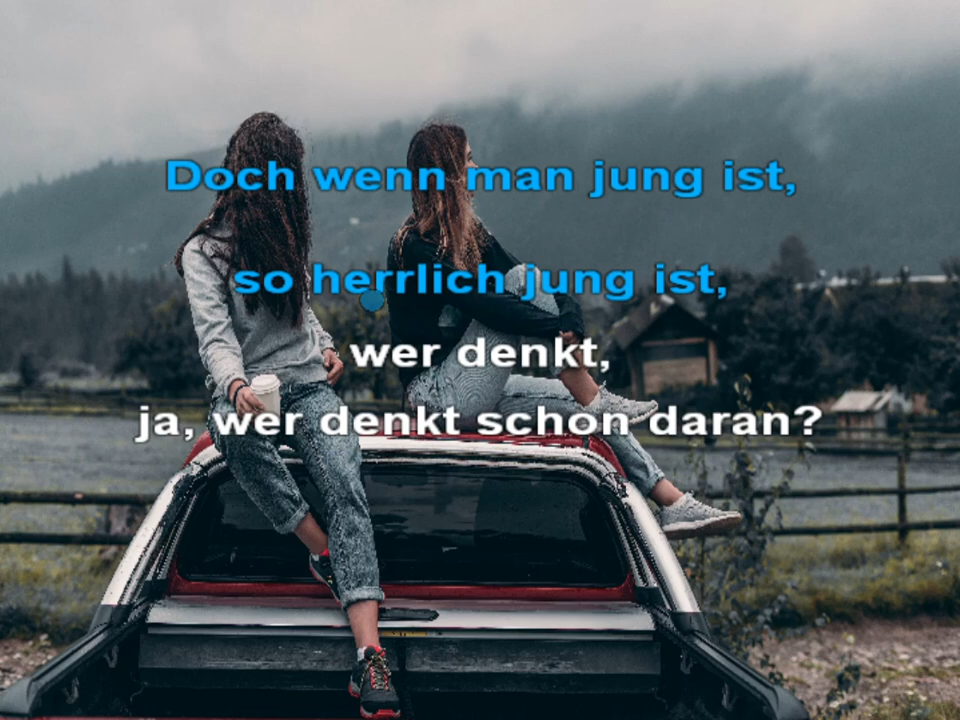 Doch wenn man jung ist,
so herrlich jung ist,
wer denkt,
ja, wer denkt schon daran?